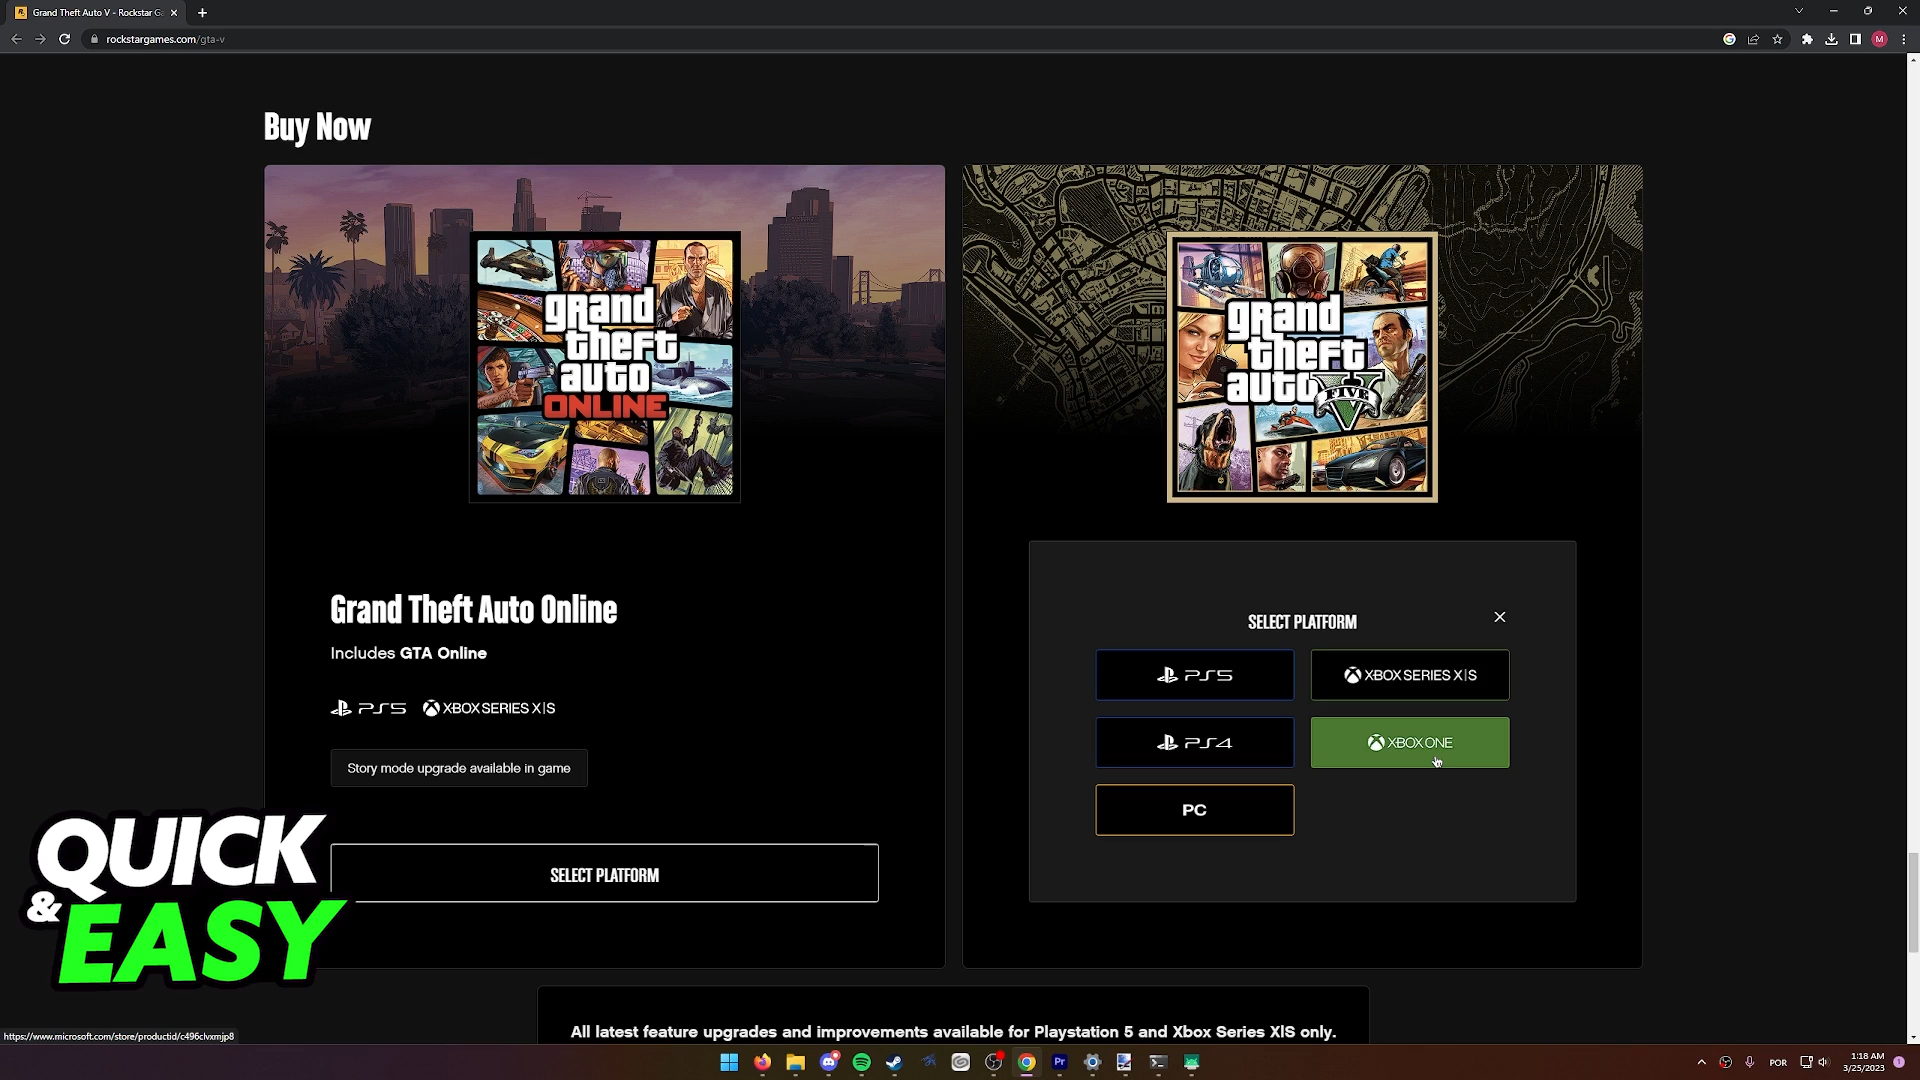 Grand Theft Auto V - Rockstar Ga
rockstargames.com/gta-v
M
Buy Now
grand
theft
auto
ONLINE
grand
theft
auto
FIVE
V
Grand Theft Auto Online
Includes GTA Online
PS5 XBOX SERIES X|S
Story mode upgrade available in game
SELECT PLATFORM
SELECT PLATFORM
PS5
XBOX SERIES X|S
PS4
XBOX ONE
PC
QUICK
& EASY
All latest feature upgrades and improvements available for Playstation 5 and Xbox Series X|S only.
https://www.microsoft.com/store/productid/c496clvxmjp8
Pr
POR
1:18 AM
3/25/2023
1